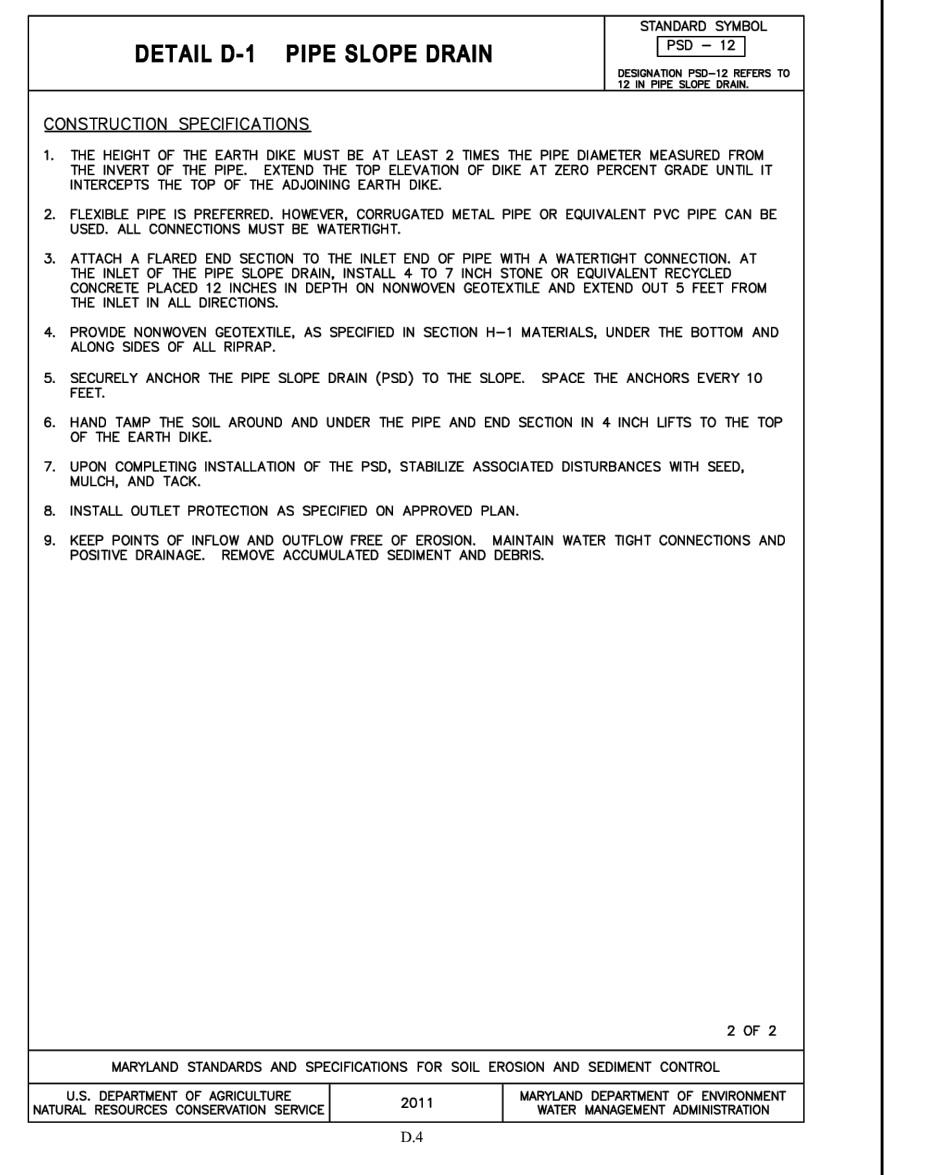 DETAIL D-1 PIPE SLOPE DRAIN
STANDARD SYMBOL
PSD – 12
DESIGNATION PSD–12 REFERS TO
12 IN PIPE SLOPE DRAIN.
CONSTRUCTION SPECIFICATIONS
1. THE HEIGHT OF THE EARTH DIKE MUST BE AT LEAST 2 TIMES THE PIPE DIAMETER MEASURED FROM
THE INVERT OF THE PIPE. EXTEND THE TOP ELEVATION OF DIKE AT ZERO PERCENT GRADE UNTIL IT
INTERCEPTS THE TOP OF THE ADJOINING EARTH DIKE.
2. FLEXIBLE PIPE IS PREFERRED. HOWEVER, CORRUGATED METAL PIPE OR EQUIVALENT PVC PIPE CAN BE
USED. ALL CONNECTIONS MUST BE WATERTIGHT.
3. ATTACH A FLARED END SECTION TO THE INLET END OF PIPE WITH A WATERTIGHT CONNECTION. AT
THE INLET OF THE PIPE SLOPE DRAIN, INSTALL 4 TO 7 INCH STONE OR EQUIVALENT RECYCLED
CONCRETE PLACED 12 INCHES IN DEPTH ON NONWOVEN GEOTEXTILE AND EXTEND OUT 5 FEET FROM
THE INLET IN ALL DIRECTIONS.
4. PROVIDE NONWOVEN GEOTEXTILE, AS SPECIFIED IN SECTION H–1 MATERIALS, UNDER THE BOTTOM AND
ALONG SIDES OF ALL RIPRAP.
5. SECURELY ANCHOR THE PIPE SLOPE DRAIN (PSD) TO THE SLOPE. SPACE THE ANCHORS EVERY 10
FEET.
6. HAND TAMP THE SOIL AROUND AND UNDER THE PIPE AND END SECTION IN 4 INCH LIFTS TO THE TOP
OF THE EARTH DIKE.
7. UPON COMPLETING INSTALLATION OF THE PSD, STABILIZE ASSOCIATED DISTURBANCES WITH SEED,
MULCH, AND TACK.
8. INSTALL OUTLET PROTECTION AS SPECIFIED ON APPROVED PLAN.
9. KEEP POINTS OF INFLOW AND OUTFLOW FREE OF EROSION. MAINTAIN WATER TIGHT CONNECTIONS AND
POSITIVE DRAINAGE. REMOVE ACCUMULATED SEDIMENT AND DEBRIS.
2 OF 2
MARYLAND STANDARDS AND SPECIFICATIONS FOR SOIL EROSION AND SEDIMENT CONTROL
U.S. DEPARTMENT OF AGRICULTURE
NATURAL RESOURCES CONSERVATION SERVICE
2011
MARYLAND DEPARTMENT OF ENVIRONMENT
WATER MANAGEMENT ADMINISTRATION
D.4